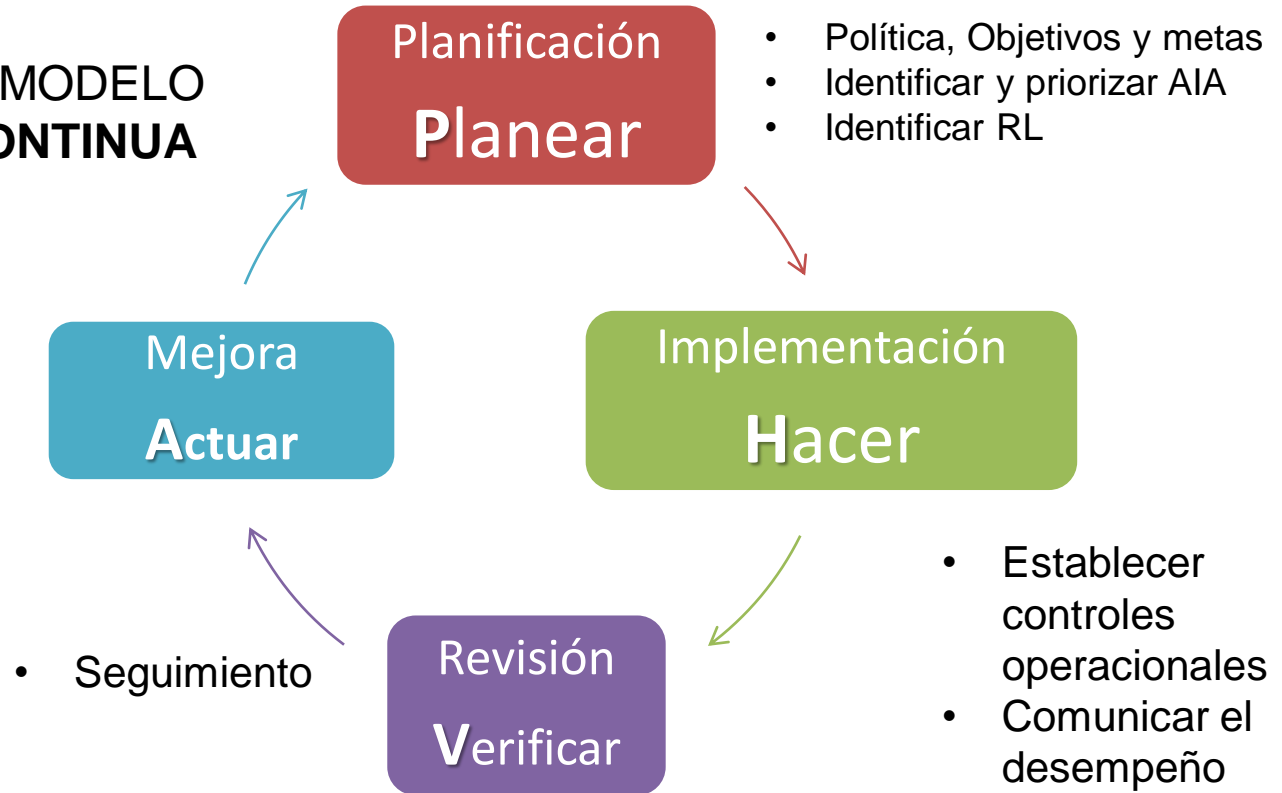 MODELO
ONTINUA
Planificación
Planear
• Política, Objetivos y metas
• Identificar y priorizar AIA
• Identificar RL
Implementación
Hacer
• Establecer
controles
operacionales
• Comunicar el
desempeño
Revisión
Verificar
• Seguimiento
Mejora
Actuar